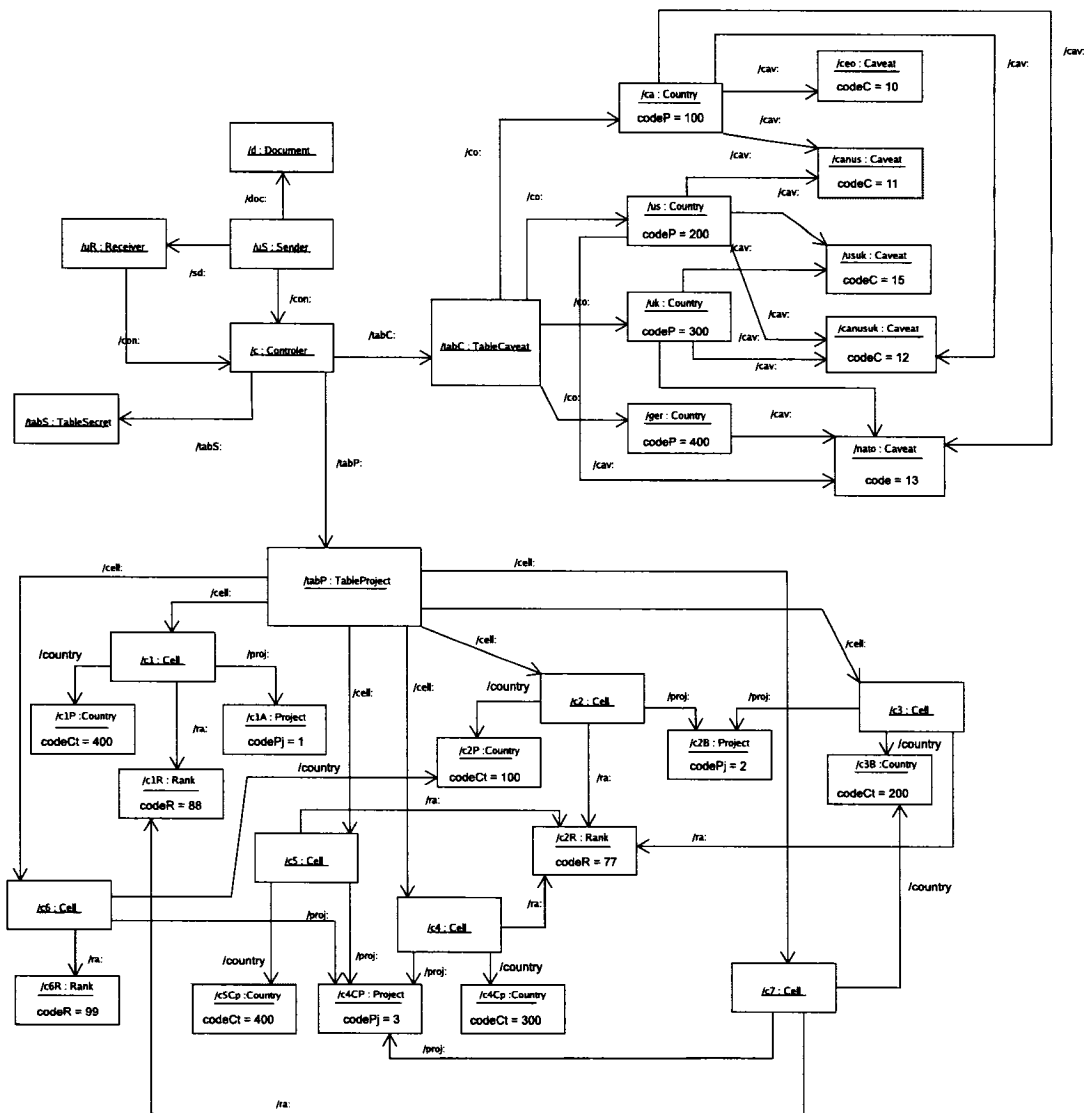 /cav:
/cav:
/cav:
/ceo : Caveat
codeC = 10
/ca : Country
codeP = 100
/d : Document
/co:
/cav:
/canus : Caveat
codeC = 11
/doc:
/co:
/cav:
/us : Country
codeP = 200
/uR : Receiver
/uS : Sender
/cav:
/usuk : Caveat
codeC = 15
/sd:
/con:
/co:
/uk : Country
codeP = 300
/cav:
/canusuk : Caveat
codeC = 12
/con:
/c : Controler
/tabC:
/tabC : TableCaveat
/cav:
/cav:
/tabS : TableSecret
/tabS:
/co:
/ger : Country
codeP = 400
/cav:
/nato : Caveat
code = 13
/tabP:
/cav:
/tabP : TableProject
/cell:
/cell:
/cell:
/cell:
/cell:
/c1 : Cell
/country
/proj:
/cell:
/cell:
/country
/c2 : Cell
/proj:
/proj:
/c3 : Cell
/c1P :Country
codeCt = 400
/c1A : Project
codePj = 1
/ra:
/c2P :Country
codeCt = 100
/c2B : Project
codePj = 2
/country
/c3B :Country
codeCt = 200
/c1R : Rank
codeR = 88
/country
/ra:
/ra:
/c2R : Rank
codeR = 77
/ra:
/c5 : Cell
/country
/c6 : Cell
/proj:
/c4 : Cell
/ra:
/ra:
/country
/proj:
/proj:
/country
/c6R : Rank
codeR = 99
/c5Cp :Country
codeCt = 400
/c4CP : Project
codePj = 3
/c4Cp :Country
codeCt = 300
/c7 : Cell
/proj:
/ra: